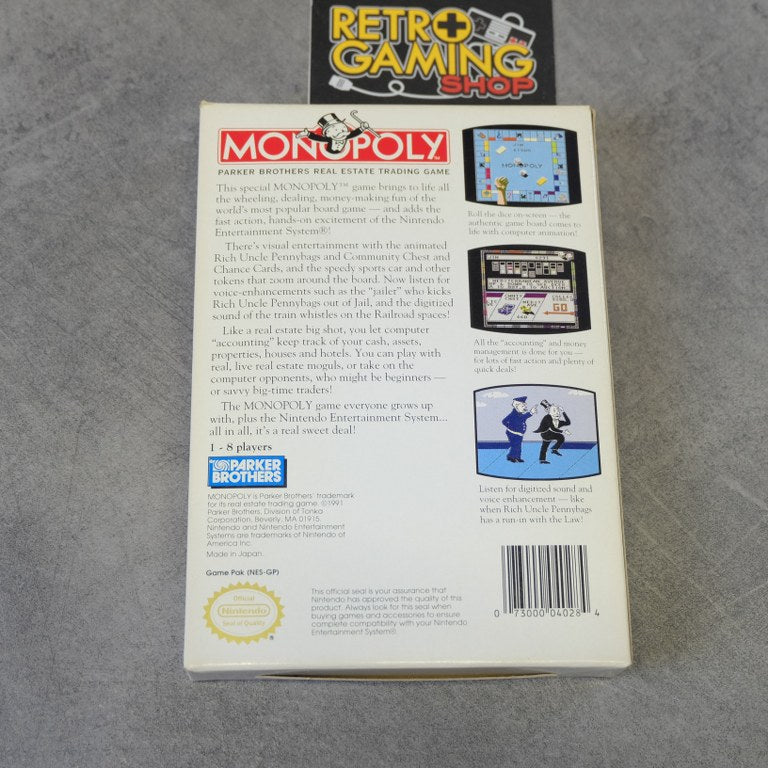 RETRO
GAMING
SHOP
MONOPOLY™
PARKER BROTHERS REAL ESTATE TRADING GAME
This special MONOPOLY™ game brings to life all
the wheeling, dealing, money-making fun of the
world's most popular board game — and adds the
fast action, hands-on excitement of the Nintendo
Entertainment System®!
There's visual entertainment with the animated
Rich Uncle Pennybags and Community Chest and
Chance Cards, and the speedy sports car and other
tokens that zoom around the board. Now listen for
voice-enhancements such as the "jailer" who kicks
Rich Uncle Pennybags out of Jail, and the digitized
sound of the train whistles on the Railroad spaces!
Like a real estate big shot, you let computer
"accounting" keep track of your cash, assets,
properties, houses and hotels. You can play with
real, live real estate moguls, or take on the
computer opponents, who might be beginners —
or savvy big-time traders!
The MONOPOLY game everyone grows up
with, plus the Nintendo Entertainment System...
all in all, it's a real sweet deal!
1 - 8 players
PARKER
BROTHERS
MONOPOLY is Parker Brothers' trademark
for its real estate trading game. ©1991
Parker Brothers, Division of Tonka
Corporation, Beverly, MA 01915.
Nintendo and Nintendo Entertainment
Systems are trademarks of Nintendo of
America Inc.
Made in Japan.
Game Pak (NES-GP)
Official
Nintendo
Seal of Quality
®
This official seal is your assurance that
Nintendo has approved the quality of this
product. Always look for this seal when
buying games and accessories to ensure
complete compatibility with your Nintendo
Entertainment System®.
MONOPOLY
Roll the dice on-screen — the
authentic game board comes to
life with computer animation!
GO
All the "accounting" and money
management is done for you —
for lots of fast action and plenty of
quick deals!
Listen for digitized sound and
voice enhancement — like
when Rich Uncle Pennybags
has a run-in with the Law!
0 73000 04028 4